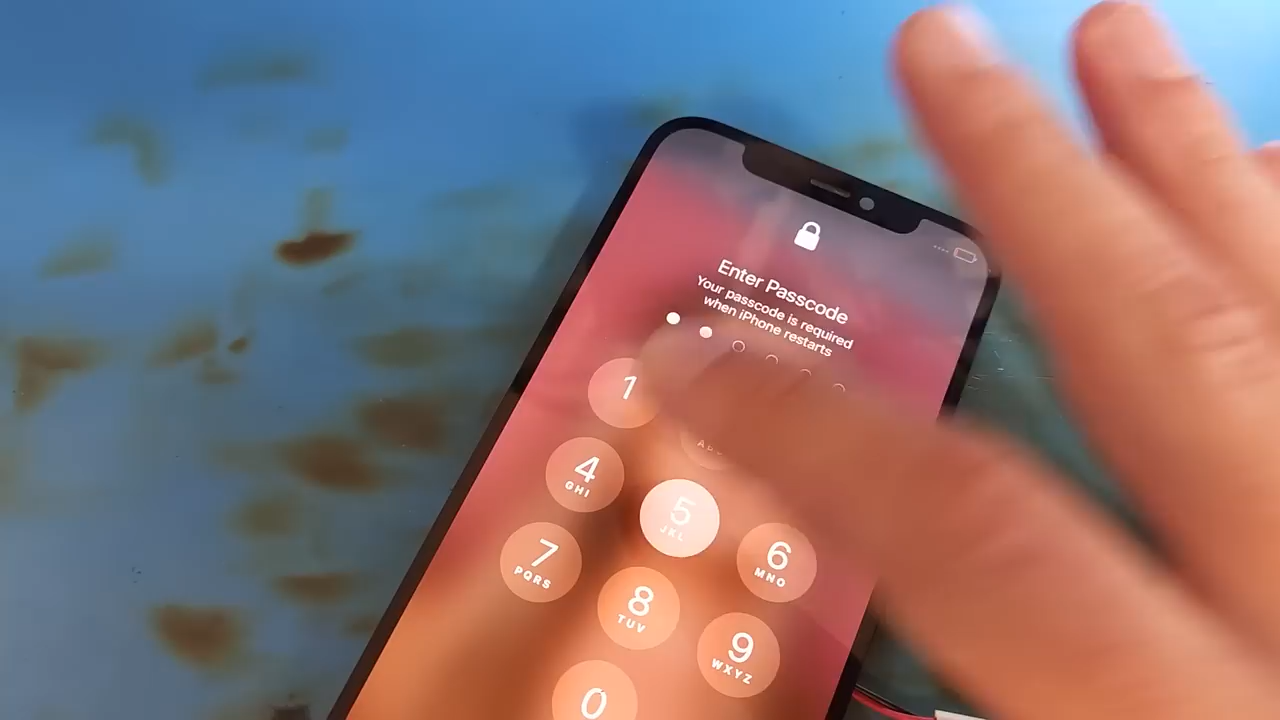 Enter Passcode
Your passcode is required
when iPhone restarts
1
4
GHI
5
JKL
6
MNO
7
PQRS
8
TUV
9
WXYZ
0